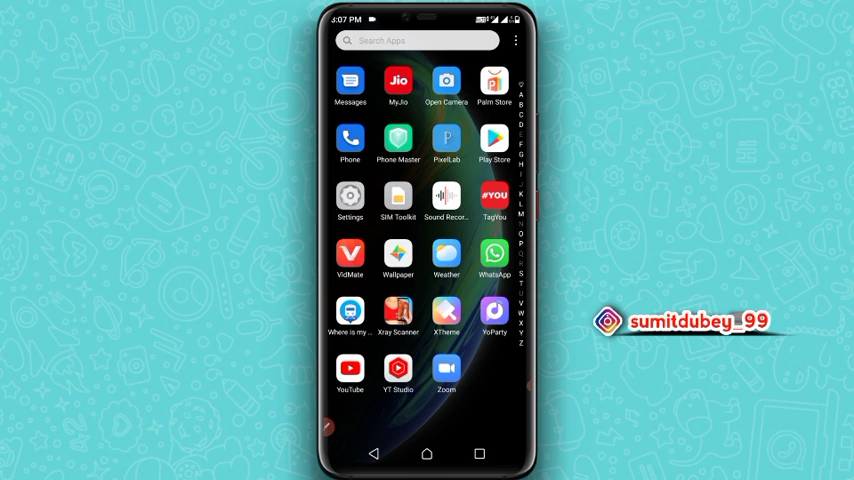 3:07 PM
Search Apps
Messages
Jio
MyJio
Open Camera
Palm Store
Phone
Phone Master
PixelLab
Play Store
Settings
SIM Toolkit
Sound Recor...
#YOU
TagYou
VidMate
Wallpaper
Weather
WhatsApp
Where is my ...
Xray Scanner
XTheme
YoParty
YouTube
YT Studio
Zoom
A
B
C
D
E
F
G
H
I
J
K
L
M
N
O
P
Q
R
S
T
U
V
W
X
Y
Z
sumitdubey_99